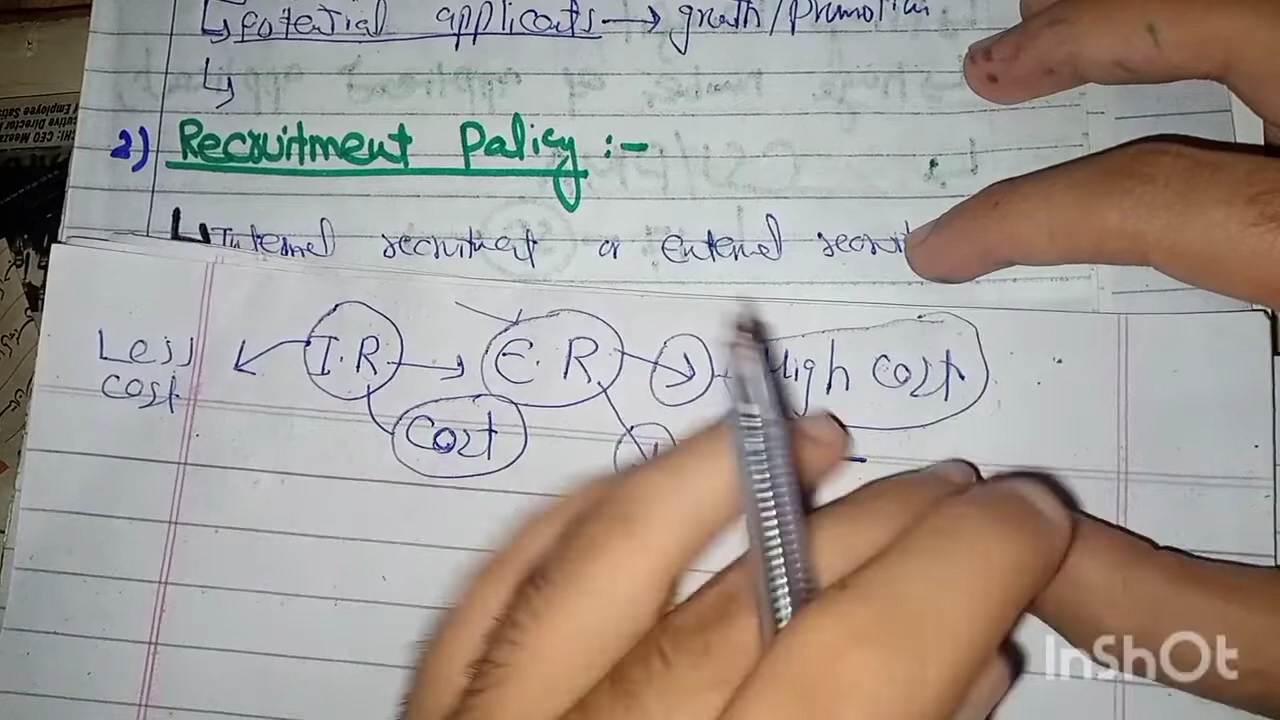 ↳ potential applicants → growth/promotion
↳
2) Recruitment Policy :-
↳ Internal recruitment or external recruit
Less cost
I.R → E.R
High cost
Cost
InShOt